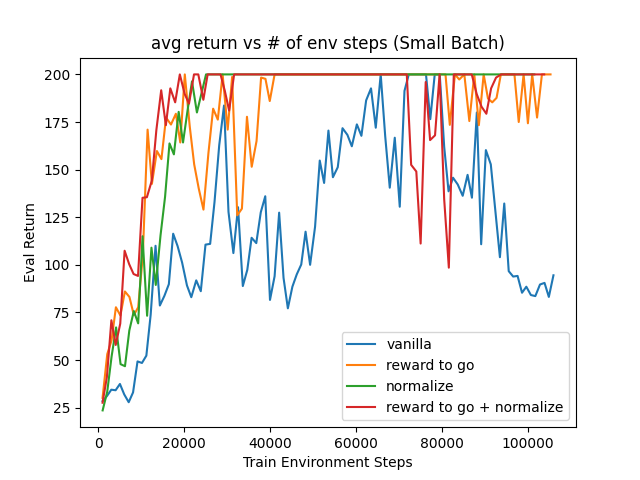 avg return vs # of env steps (Small Batch)
Eval Return
200
175
150
125
100
75
50
25
0
20000
40000
60000
80000
100000
Train Environment Steps
vanilla
reward to go
normalize
reward to go + normalize